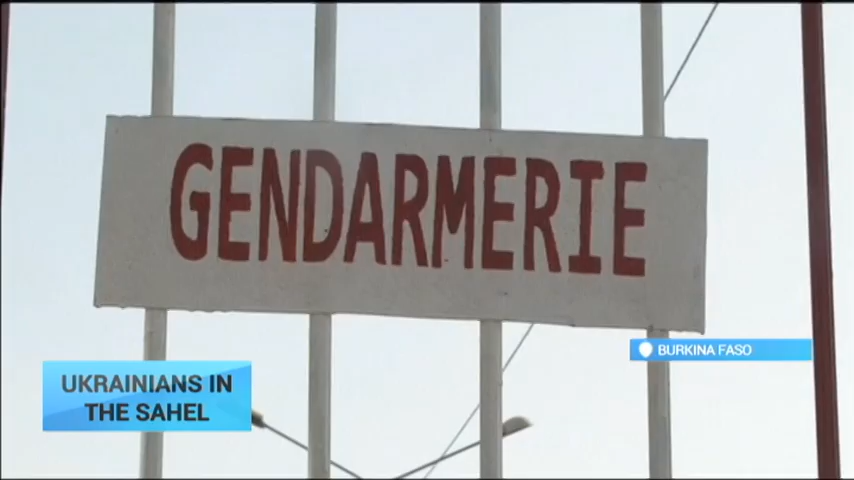 GENDARMERIE
BURKINA FASO
UKRAINIANS IN
THE SAHEL